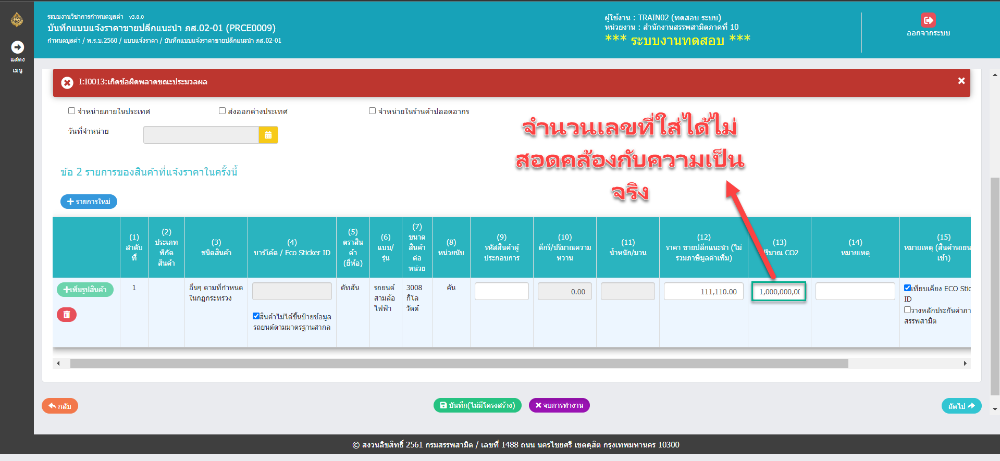 ระบบงานวิชาการกำหนดมูลค่า v3.0.0
บันทึกแบบแจ้งราคาขายปลีกแนะนำ ภส.02-01 (PRCE0009)
กำหนดมูลค่า / พ.ร.บ.2560 / แบบแจ้งราคา / บันทึกแบบแจ้งราคาขายปลีกแนะนำ ภส.02-01
ผู้ใช้งาน : TRAIN02 (ทดสอบ ระบบ)
หน่วยงาน : สำนักงานสรรพสามิตภาคที่ 10
*** ระบบงานทดสอบ ***
ออกจากระบบ
แสดง
เมนู
I:I0013:เกิดข้อผิดพลาดขณะประมวลผล
จำหน่ายภายในประเทศ
ส่งออกต่างประเทศ
จำหน่ายในร้านค้าปลอดอากร
วันที่จำหน่าย
จำนวนเลขที่ใส่ได้ไม่
สอดคล้องกับความเป็น
จริง
ข้อ 2 รายการของสินค้าที่แจ้งราคาในครั้งนี้
รายการใหม่
(1)
ลำดับ
ที่
(2)
ประเภท
พิกัด
สินค้า
(3)
ชนิดสินค้า
(4)
บาร์โค้ด / Eco Sticker ID
(5)
ตราสิน
ค้า
(ยี่ห้อ)
(6)
แบบ/
รุ่น
(7)
ขนาด
สินค้า
ต่อ
หน่วย
(8)
หน่วยนับ
(9)
รหัสสินค้าผู้
ประกอบการ
(10)
ดีกรี/ปริมาณความ
หวาน
(11)
น้ำหนัก/มวน
(12)
ราคา ขายปลีกแนะนำ (ไม่
รวมภาษีมูลค่าเพิ่ม)
(13)
ปริมาณ CO2
(14)
หมายเหตุ
(15)
หมายเหตุ (สินค้ารถยน
เข้า)
เพิ่มรูปสินค้า
1
อื่นๆ ตามที่กำหนด
ในกฏกระทรวง
สินค้าไม่ได้ขึ้นป้ายข้อมูล
รถยนต์ตามมาตรฐานสากล
ดัทสัน
รถยนต์
สามล้อ
ไฟฟ้า
3008
กิโล
วัตต์
คัน
0.00
111,110.00
1,000,000,00
เทียบเคียง ECO Stic
ID
วางหลักประกันค่าภา
สรรพสามิต
กลับ
บันทึก(ไม่มีโครงสร้าง)
จบการทำงาน
ถัดไป
© สงวนลิขสิทธิ์ 2561 กรมสรรพสามิต / เลขที่ 1488 ถนน นครไชยศรี เขตดุสิต กรุงเทพมหานคร 10300